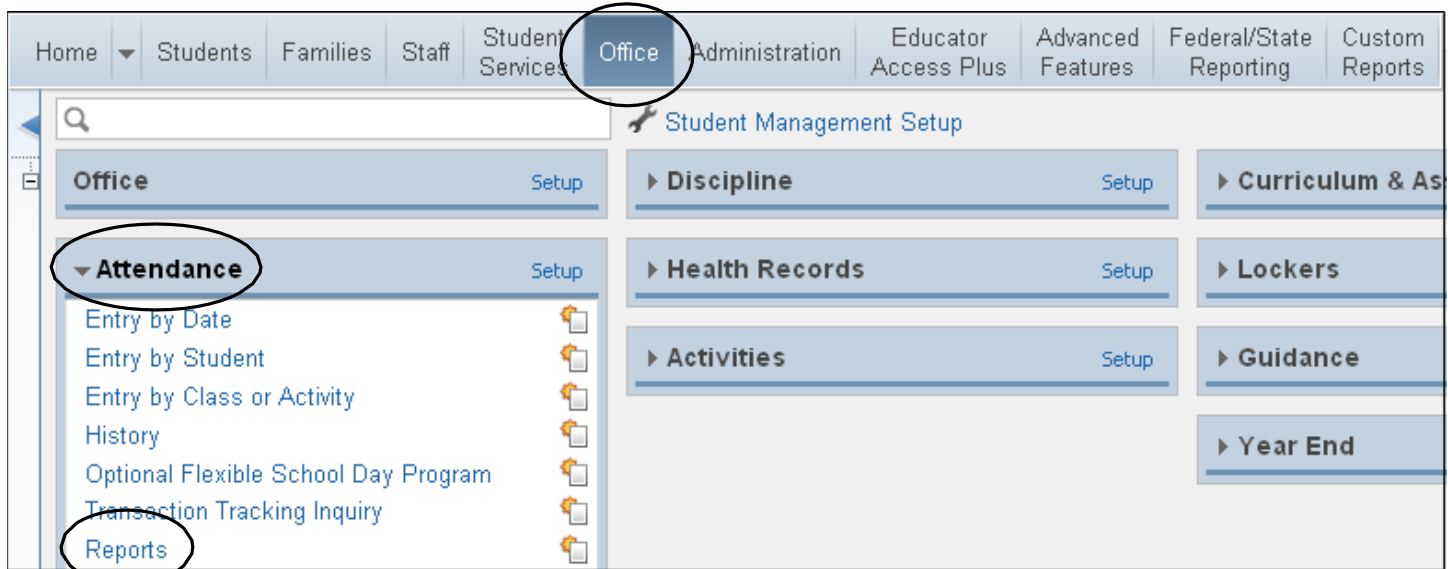 Home Students Families Staff Student Services Office Administration Educator Access Plus Advanced Features Federal/State Reporting Custom Reports
Student Management Setup
Office Setup
Discipline Setup
Curriculum & As
Attendance Setup
Health Records Setup
Lockers
Entry by Date
Entry by Student
Activities Setup
Guidance
Entry by Class or Activity
History
Year End
Optional Flexible School Day Program
Transaction Tracking Inquiry
Reports